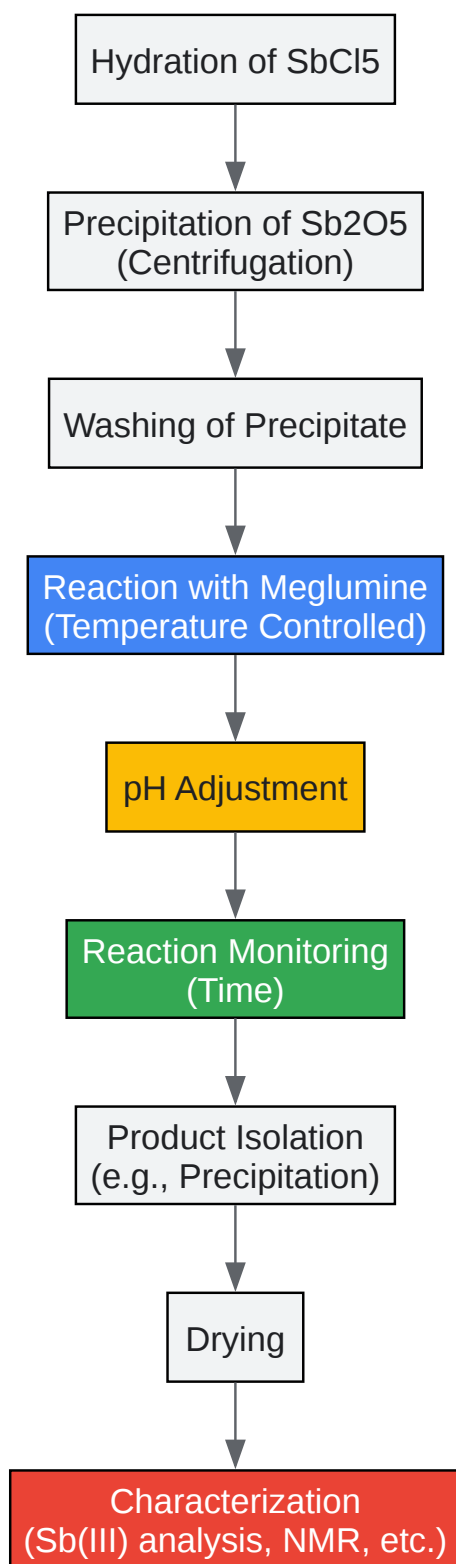 Hydration of SbCl5
Precipitation of Sb2O5
(Centrifugation)
Washing of Precipitate
Reaction with Meglumine
(Temperature Controlled)
pH Adjustment
Reaction Monitoring
(Time)
Product Isolation
(e.g., Precipitation)
Drying
Characterization
(Sb(III) analysis, NMR, etc.)